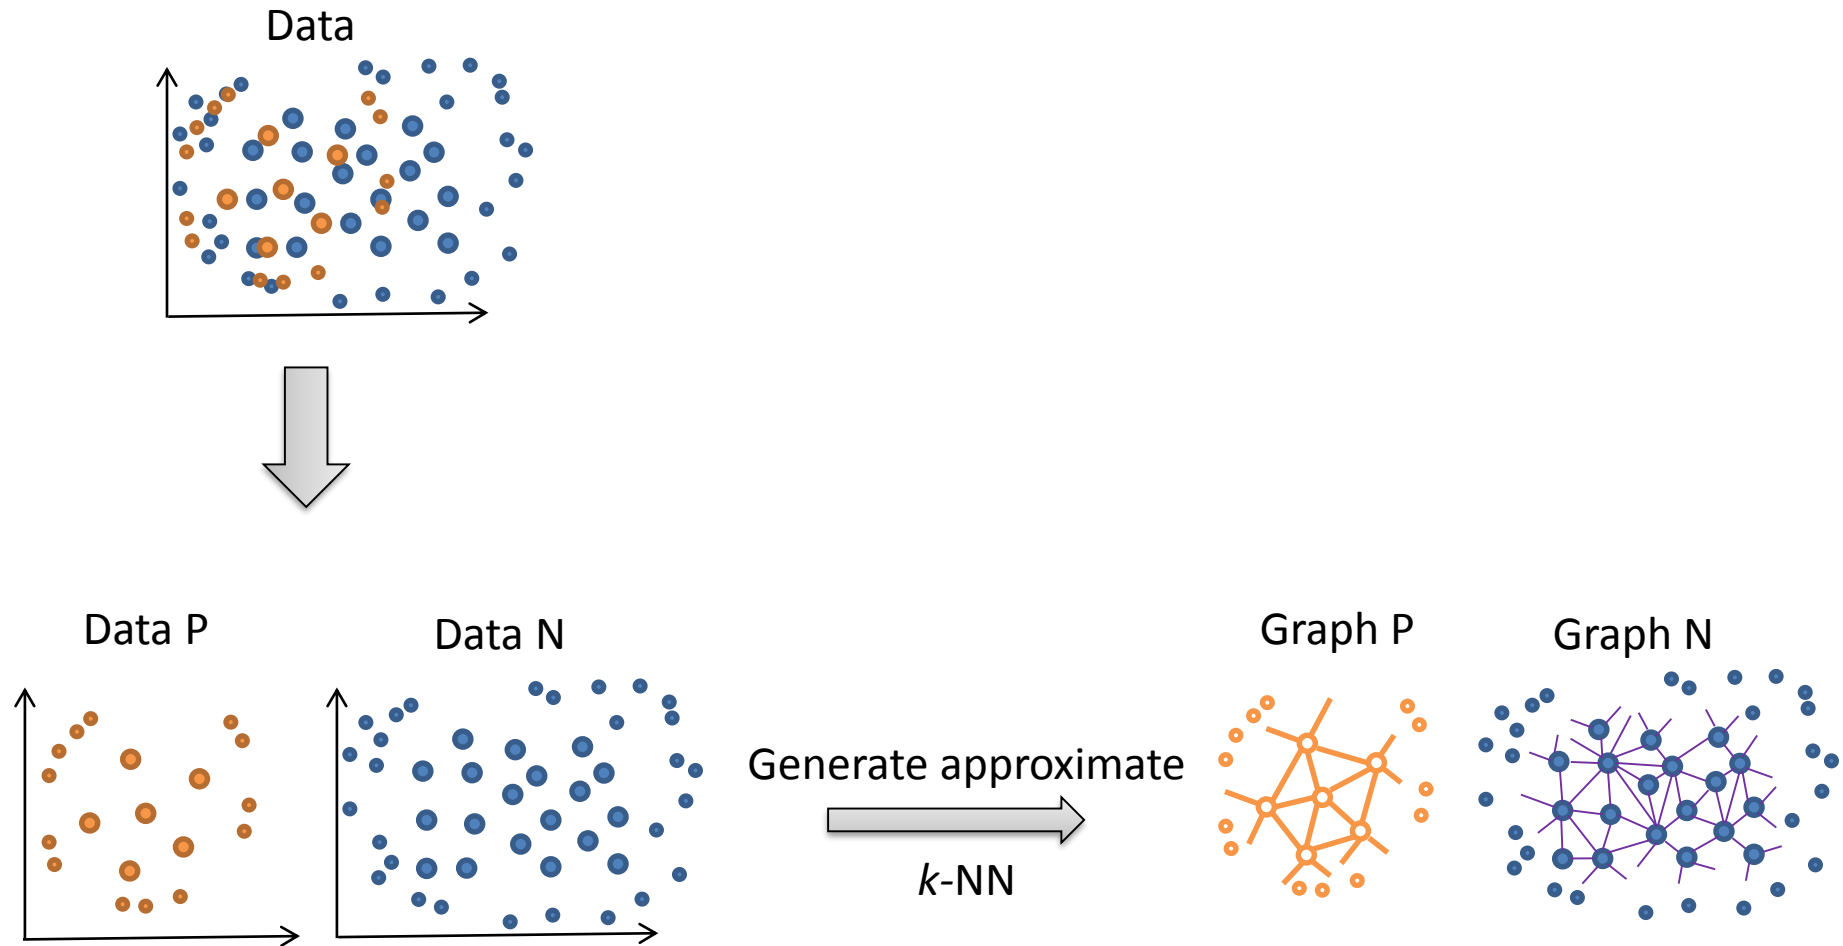 Data
Data P
Data N
Generate approximate
k-NN
Graph P
Graph N